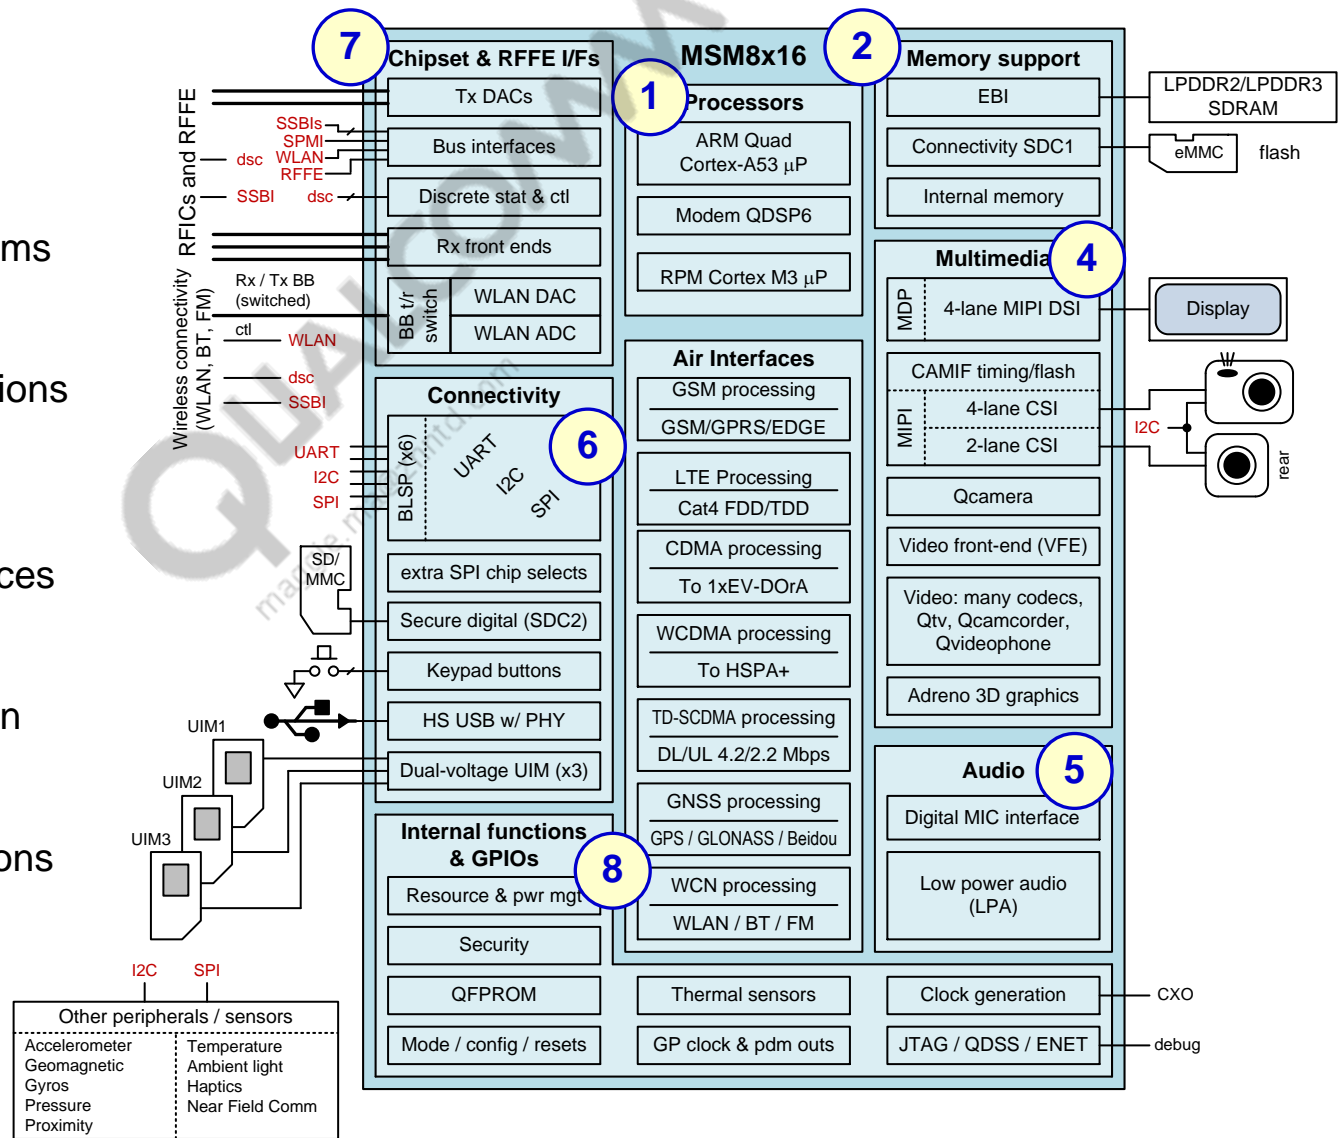 MSM8x16
7
Chipset & RFFE I/Fs
Tx DACs
Bus interfaces
Discrete stat & ctl
Rx front ends
BB t/r
switch
WLAN DAC
WLAN ADC
RFICs and RFFE
SSBIs
SPMI
WLAN
RFFE
dsc
SSBI
dsc
Wireless connectivity
(WLAN, BT, FM)
Rx / Tx BB
(switched)
ctl
WLAN
dsc
SSBI
Connectivity
6
BLSP (x6)
UART
I2C
SPI
UART
I2C
SPI
extra SPI chip selects
Secure digital (SDC2)
Keypad buttons
HS USB w/ PHY
Dual-voltage UIM (x3)
SD/
MMC
UIM1
UIM2
UIM3
Internal functions
& GPIOs
8
Resource & pwr mgt
Security
QFPROM
Mode / config / resets
Thermal sensors
GP clock & pdm outs
Clock generation
JTAG / QDSS / ENET
CXO
debug
1
Processors
ARM Quad
Cortex-A53 μP
Modem QDSP6
RPM Cortex M3 μP
Air Interfaces
GSM processing
GSM/GPRS/EDGE
LTE Processing
Cat4 FDD/TDD
CDMA processing
To 1xEV-DOrA
WCDMA processing
To HSPA+
TD-SCDMA processing
DL/UL 4.2/2.2 Mbps
GNSS processing
GPS / GLONASS / Beidou
WCN processing
WLAN / BT / FM
2
Memory support
EBI
Connectivity SDC1
Internal memory
LPDDR2/LPDDR3
SDRAM
eMMC
flash
Multimedia
4
MDP
4-lane MIPI DSI
Display
CAMIF timing/flash
MIPI
4-lane CSI
2-lane CSI
I2C
rear
Qcamera
Video front-end (VFE)
Video: many codecs,
Qtv, Qcamcorder,
Qvideophone
Adreno 3D graphics
Audio
5
Digital MIC interface
Low power audio
(LPA)
I2C
SPI
Other peripherals / sensors
Accelerometer
Geomagnetic
Gyros
Pressure
Proximity
Temperature
Ambient light
Haptics
Near Field Comm
ms
ions
ces
n
ons
QUALCOMM